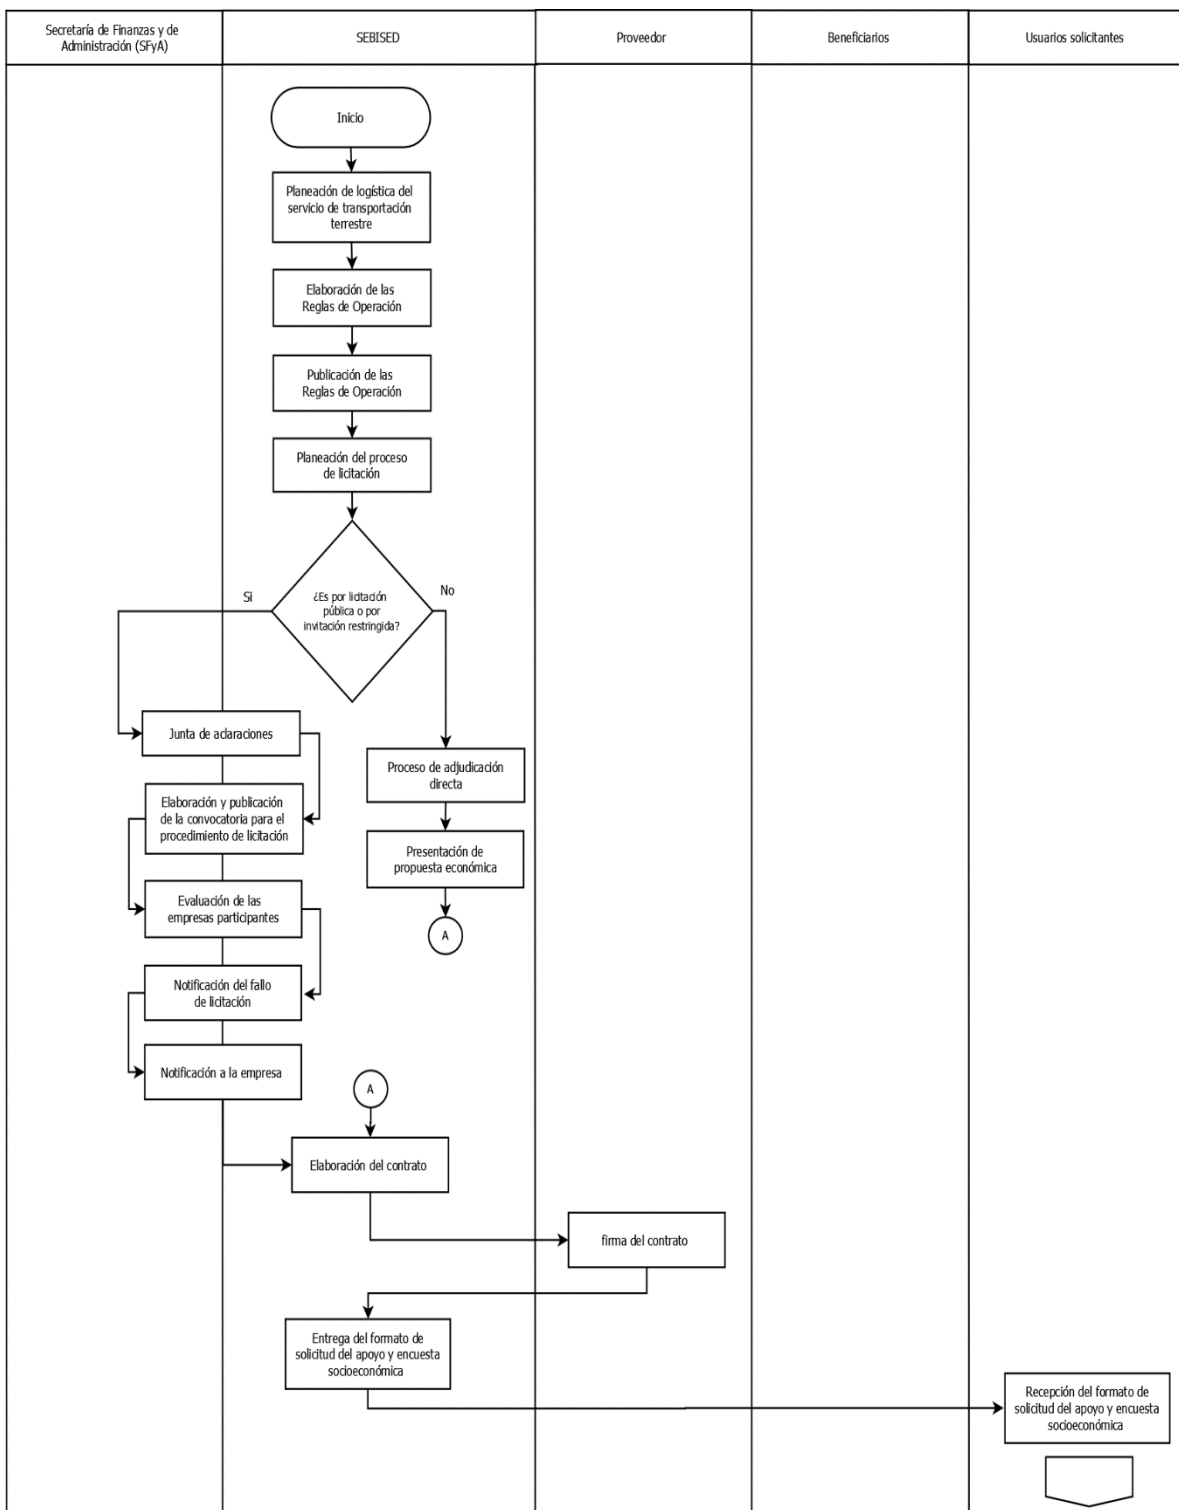 Secretaría de Finanzas y de
Administración (SFyA)
SEBISED
Proveedor
Beneficiarios
Usuarios solicitantes
Inicio
Planeación de logística del
servicio de transportación
terrestre
Elaboración de las
Reglas de Operación
Publicación de las
Reglas de Operación
Planeación del proceso
de licitación
¿Es por licitación
pública o por
invitación restringida?
Si
No
Junta de aclaraciones
Elaboración y publicación
de la convocatoria para el
procedimiento de licitación
Evaluación de las
empresas participantes
Notificación del fallo
de licitación
Notificación a la empresa
Proceso de adjudicación
directa
Presentación de
propuesta económica
A
A
Elaboración del contrato
firma del contrato
Entrega del formato de
solicitud del apoyo y encuesta
socioeconómica
Recepción del formato de
solicitud del apoyo y encuesta
socioeconómica